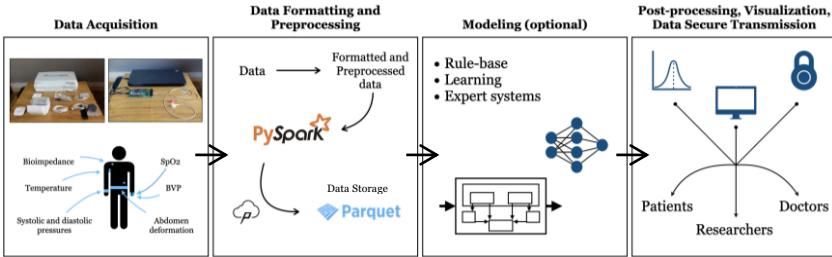 Data Acquisition
Data Formatting and
Preprocessing
Modeling (optional)
Post-processing, Visualization,
Data Secure Transmission
Bioimpedance
SpO2
Temperature
BVP
Systolic and diastolic
pressures
Abdomen
deformation
Data
Formatted and
Preprocessed
data
PySpark
Data Storage
Parquet
• Rule-base
• Learning
• Expert systems
Patients
Doctors
Researchers